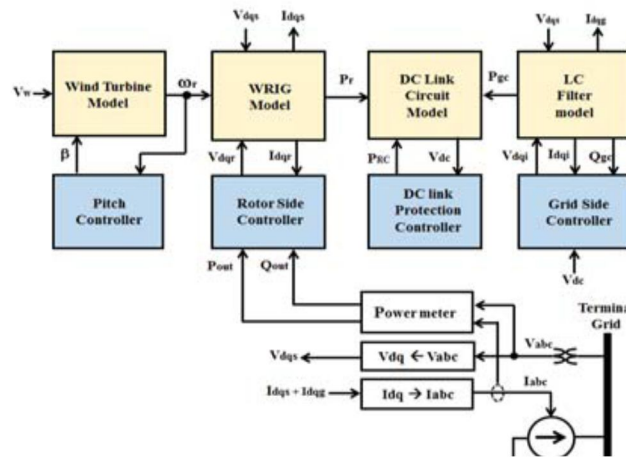 Vdqs
Idqs
Vdqs
Idqg
Vw
Wind Turbine
Model
ωr
WRIG
Model
Pr
DC Link
Circuit
Model
Pgc
LC
Filter
model
β
Vdqr
Idqr
PRC
Vdc
Vdqi
Idqi
Qgc
Pitch
Controller
Rotor Side
Controller
DC link
Protection
Controller
Grid Side
Controller
Pout
Qout
Vdc
Power meter
Termina
Grid
Vdqs
Vdq ← Vabc
Vabc
Idqs + Idqg
Idq → Iabc
Iabc